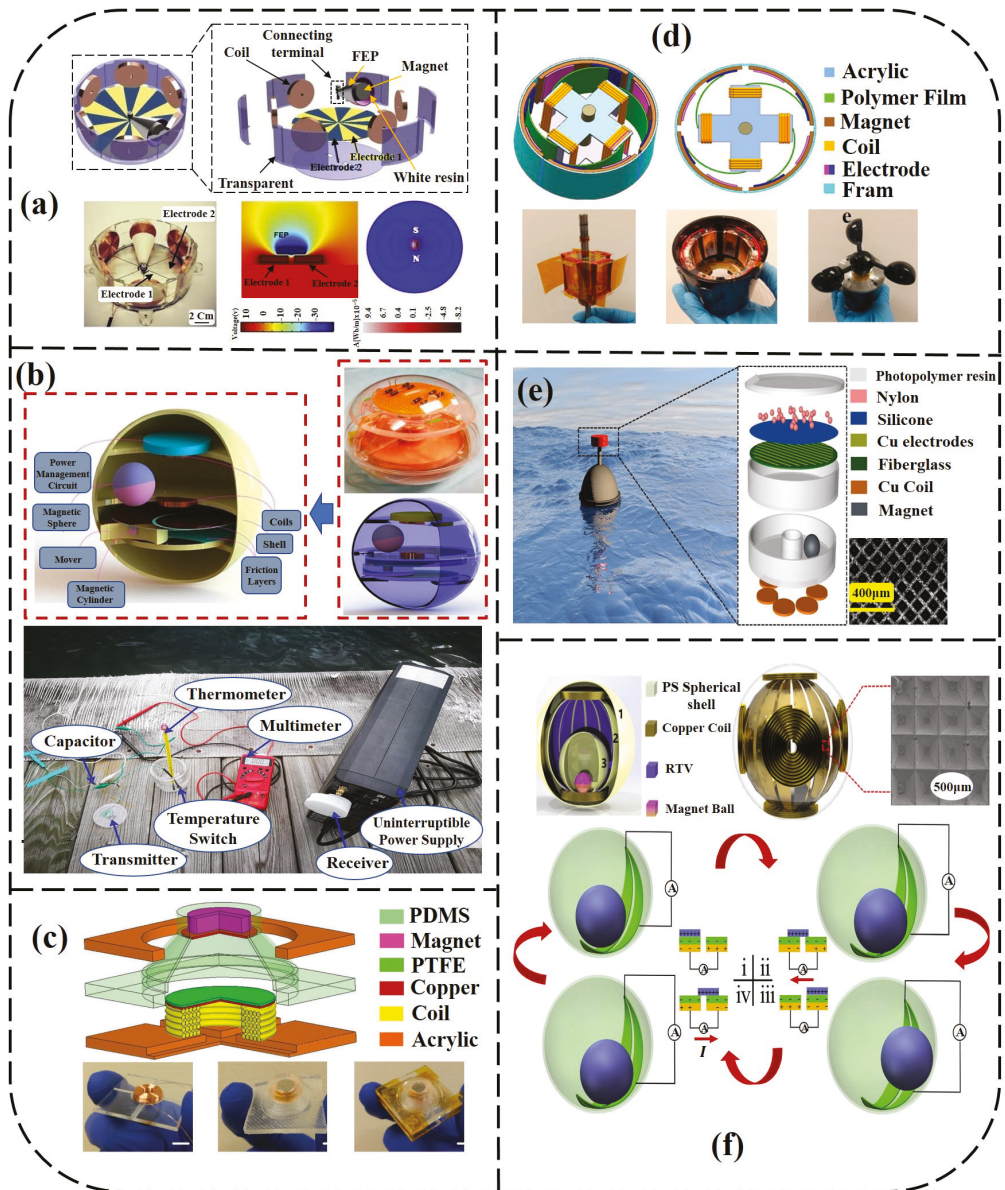 (a)
Connecting
terminal
Coil
FEP
Magnet
Electrode 1
Electrode 2
Transparent
White resin
Electrode 2
Electrode 1
2 Cm
FEP
Electrode 1
Electrode 2
Voltage(v)
10
0
-10
-20
-30
S
N
A(Wb/m)×10⁻⁵
9.4
6.7
0.4
0.1
-2.5
-4.8
-8.2
(b)
Power
Management
Circuit
Magnetic
Sphere
Mover
Magnetic
Cylinder
Coils
Shell
Friction
Layers
Thermometer
Capacitor
Multimeter
Temperature
Switch
Transmitter
Uninterruptible
Power Supply
Receiver
(c)
PDMS
Magnet
PTFE
Copper
Coil
Acrylic
(d)
Acrylic
Polymer Film
Magnet
Coil
Electrode
Fram
e
(e)
Photopolymer resin
Nylon
Silicone
Cu electrodes
Fiberglass
Cu Coil
Magnet
400μm
1
2
3
PS Spherical
shell
Copper Coil
RTV
Magnet Ball
500μm
A
A
A
A
i
ii
iv
iii
A
A
A
A
I
(f)